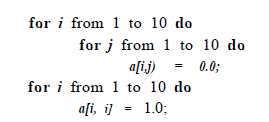 for i from 1 to 10 do
for j from 1 to 10 do
a[i,j) = 0.0;
for i from 1 to 10 do
a[i, i] = 1.0;